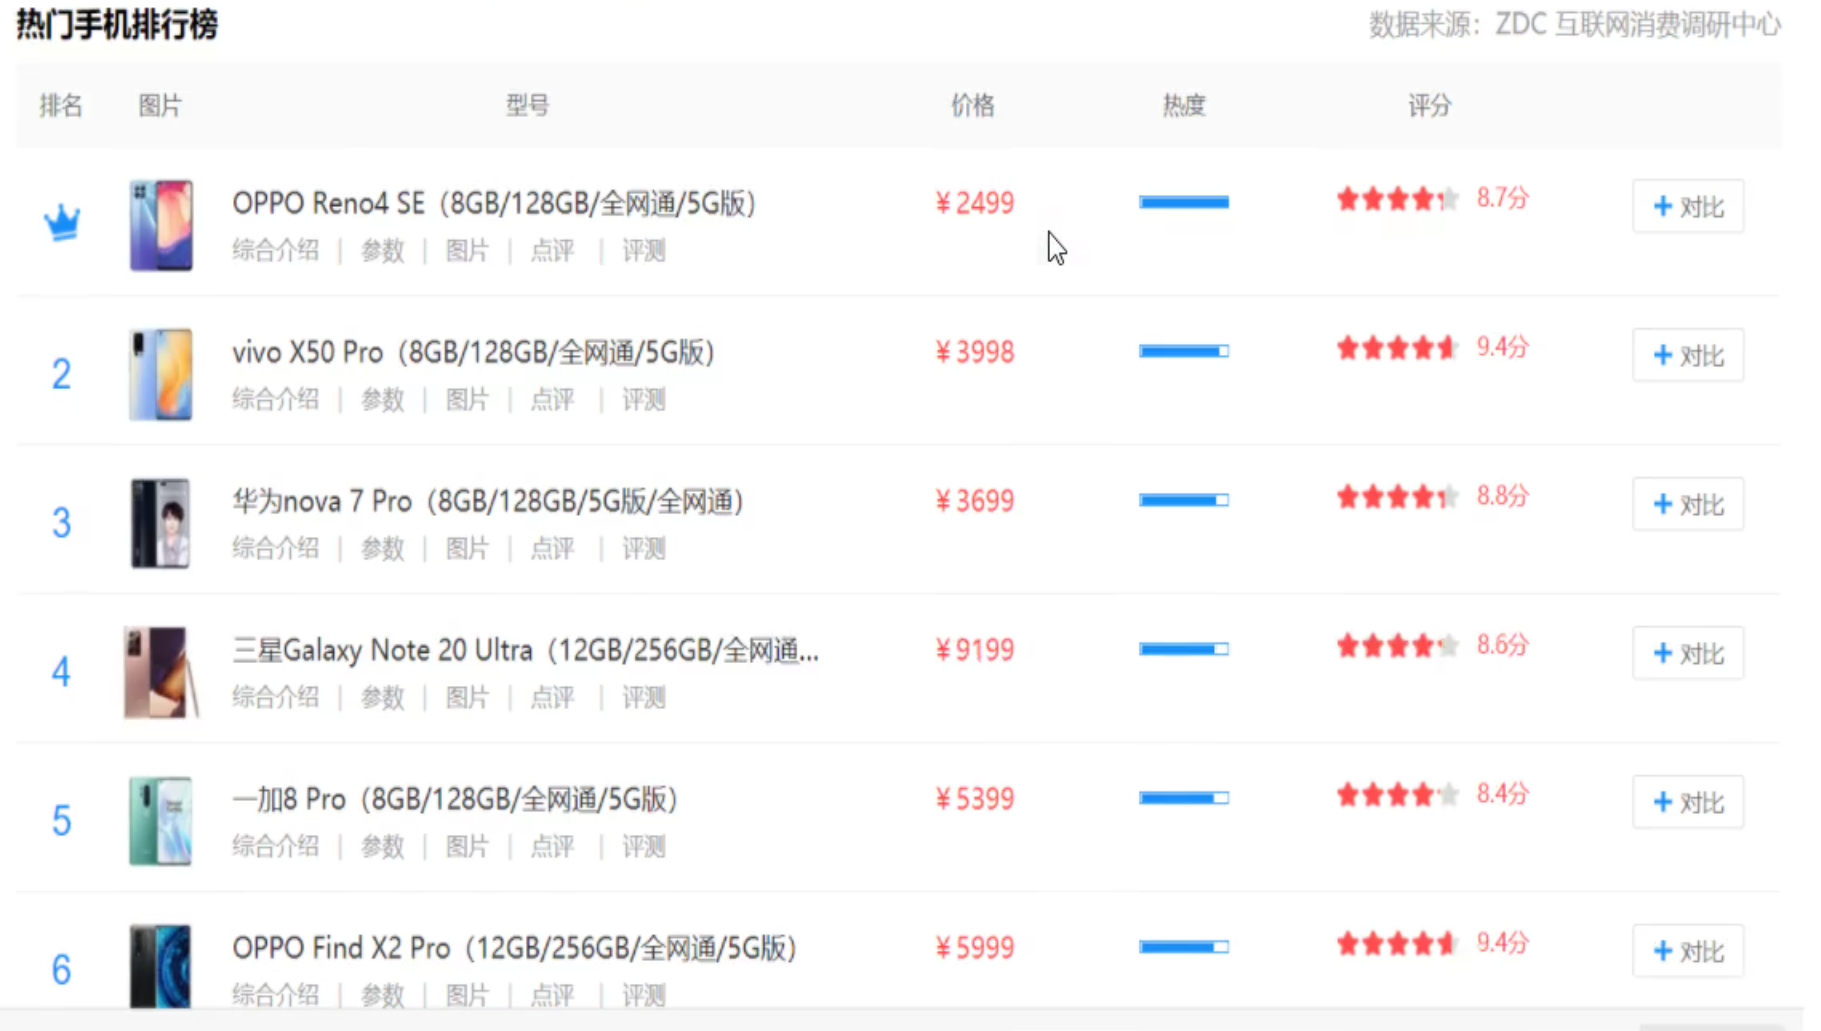 热门手机排行榜 数据来源：ZDC 互联网消费调研中心
排名 图片 型号 价格 热度 评分
OPPO Reno4 SE（8GB/128GB/全网通/5G版） ¥2499 8.7分 +对比
综合介绍 | 参数 | 图片 | 点评 | 评测
2 vivo X50 Pro（8GB/128GB/全网通/5G版） ¥3998 9.4分 +对比
综合介绍 | 参数 | 图片 | 点评 | 评测
3 华为nova 7 Pro（8GB/128GB/5G版/全网通） ¥3699 8.8分 +对比
综合介绍 | 参数 | 图片 | 点评 | 评测
4 三星Galaxy Note 20 Ultra（12GB/256GB/全网通... ¥9199 8.6分 +对比
综合介绍 | 参数 | 图片 | 点评 | 评测
5 一加8 Pro（8GB/128GB/全网通/5G版） ¥5399 8.4分 +对比
综合介绍 | 参数 | 图片 | 点评 | 评测
6 OPPO Find X2 Pro（12GB/256GB/全网通/5G版） ¥5999 9.4分 +对比
综合介绍 | 参数 | 图片 | 点评 | 评测